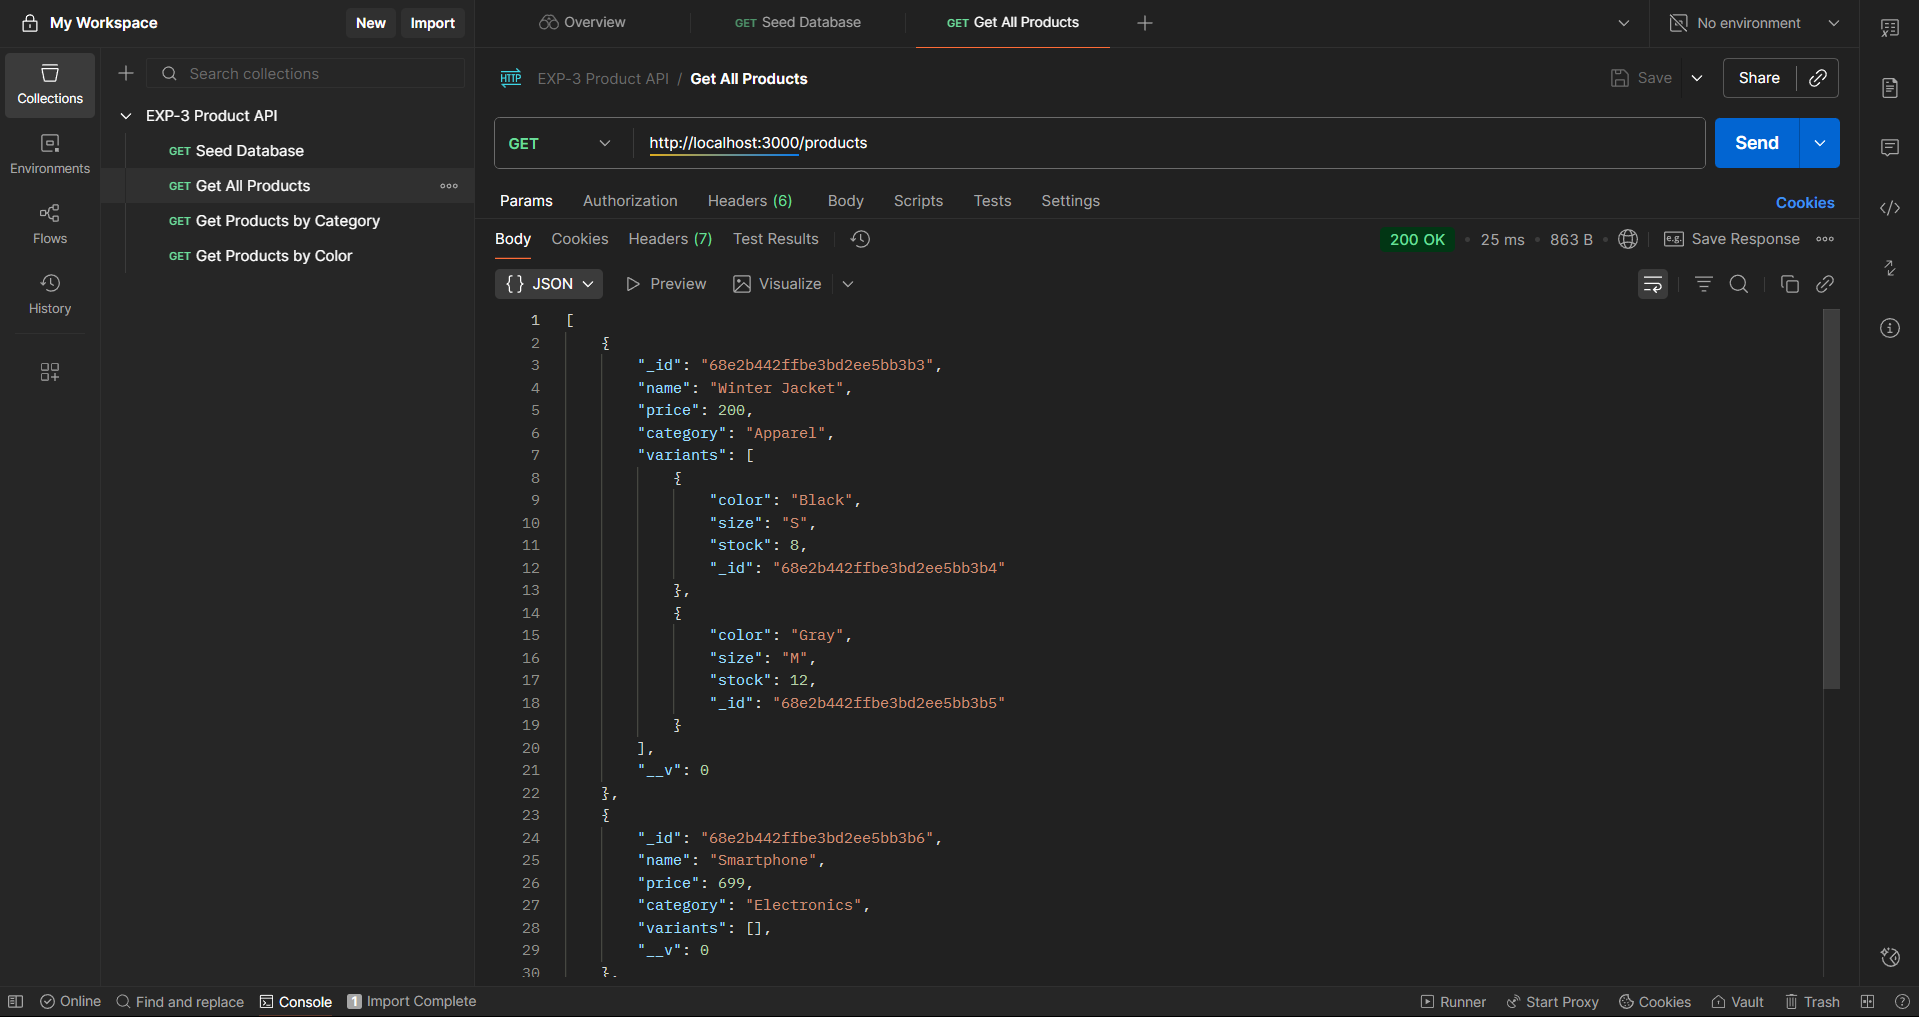 My Workspace
New
Import
Overview
GET Seed Database
GET Get All Products
No environment
Collections
Environments
Flows
History
Search collections
EXP-3 Product API
GET Seed Database
GET Get All Products
GET Get Products by Category
GET Get Products by Color
HTTP EXP-3 Product API / Get All Products
Save
Share
GET
http://localhost:3000/products
Send
Params
Authorization
Headers (6)
Body
Scripts
Tests
Settings
Cookies
Body
Cookies
Headers (7)
Test Results
200 OK • 25 ms • 863 B
e.g. Save Response
{} JSON
Preview
Visualize
1 [
2 {
3 "_id": "68e2b442ffbe3bd2ee5bb3b3",
4 "name": "Winter Jacket",
5 "price": 200,
6 "category": "Apparel",
7 "variants": [
8 {
9 "color": "Black",
10 "size": "S",
11 "stock": 8,
12 "_id": "68e2b442ffbe3bd2ee5bb3b4"
13 },
14 {
15 "color": "Gray",
16 "size": "M",
17 "stock": 12,
18 "_id": "68e2b442ffbe3bd2ee5bb3b5"
19 }
20 ],
21 "__v": 0
22 },
23 {
24 "_id": "68e2b442ffbe3bd2ee5bb3b6",
25 "name": "Smartphone",
26 "price": 699,
27 "category": "Electronics",
28 "variants": [],
29 "__v": 0
30 },
Online
Find and replace
Console
1 Import Complete
Runner
Start Proxy
Cookies
Vault
Trash